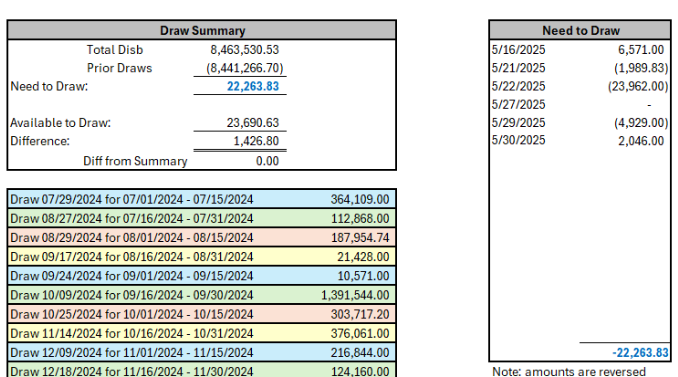 Draw Summary
Total Disb 8,463,530.53
Prior Draws (8,441,266.70)
Need to Draw: 22,263.83
Available to Draw: 23,690.63
Difference: 1,426.80
Diff from Summary 0.00
Draw 07/29/2024 for 07/01/2024 - 07/15/2024 364,109.00
Draw 08/27/2024 for 07/16/2024 - 07/31/2024 112,868.00
Draw 08/29/2024 for 08/01/2024 - 08/15/2024 187,954.74
Draw 09/17/2024 for 08/16/2024 - 08/31/2024 21,428.00
Draw 09/24/2024 for 09/01/2024 - 09/15/2024 10,571.00
Draw 10/09/2024 for 09/16/2024 - 09/30/2024 1,391,544.00
Draw 10/25/2024 for 10/01/2024 - 10/15/2024 303,717.20
Draw 11/14/2024 for 10/16/2024 - 10/31/2024 376,061.00
Draw 12/09/2024 for 11/01/2024 - 11/15/2024 216,844.00
Draw 12/18/2024 for 11/16/2024 - 11/30/2024 124,160.00
Need to Draw
5/16/2025 6,571.00
5/21/2025 (1,989.83)
5/22/2025 (23,962.00)
5/27/2025 -
5/29/2025 (4,929.00)
5/30/2025 2,046.00
-22,263.83
Note: amounts are reversed